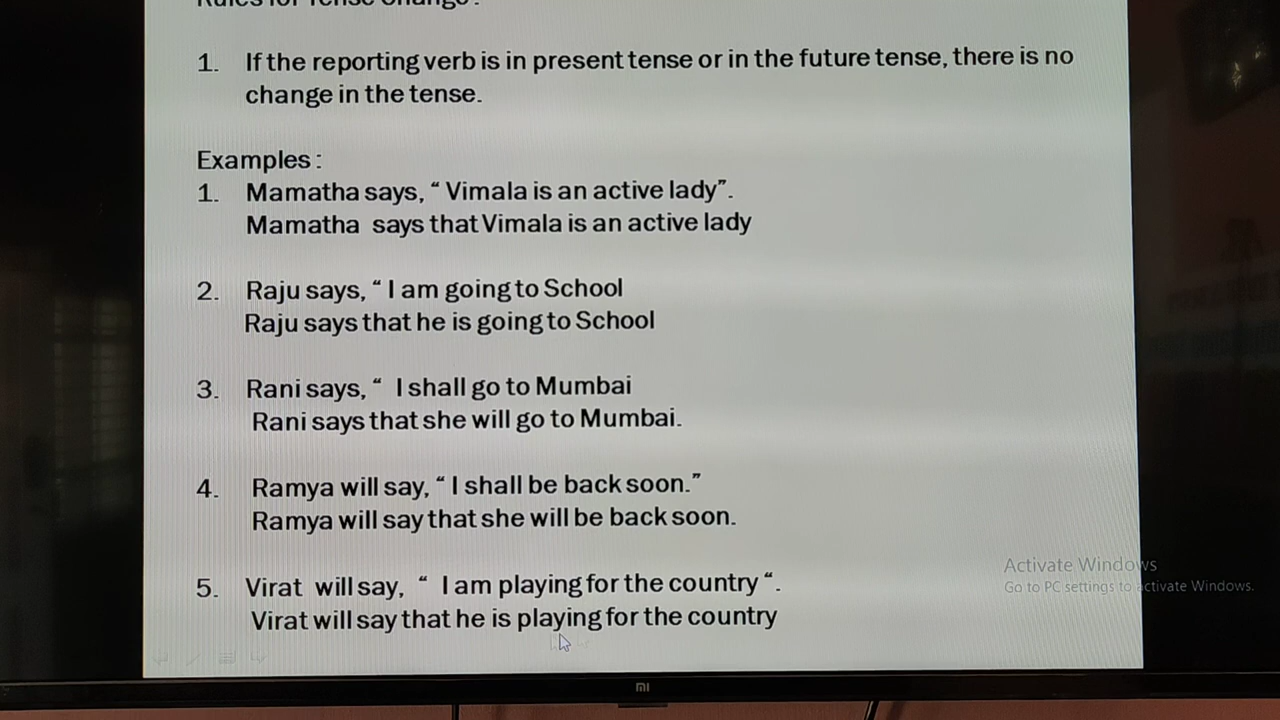 Rules for Tense Change:
1. If the reporting verb is in present tense or in the future tense, there is no
change in the tense.
Examples :
1. Mamatha says, “ Vimala is an active lady”.
Mamatha says that Vimala is an active lady
2. Raju says, “ I am going to School
Raju says that he is going to School
3. Rani says, “ I shall go to Mumbai
Rani says that she will go to Mumbai.
4. Ramya will say, “ I shall be back soon.”
Ramya will say that she will be back soon.
5. Virat will say, “ I am playing for the country “.
Virat will say that he is playing for the country
Activate Windows
Go to PC settings to activate Windows.
mi